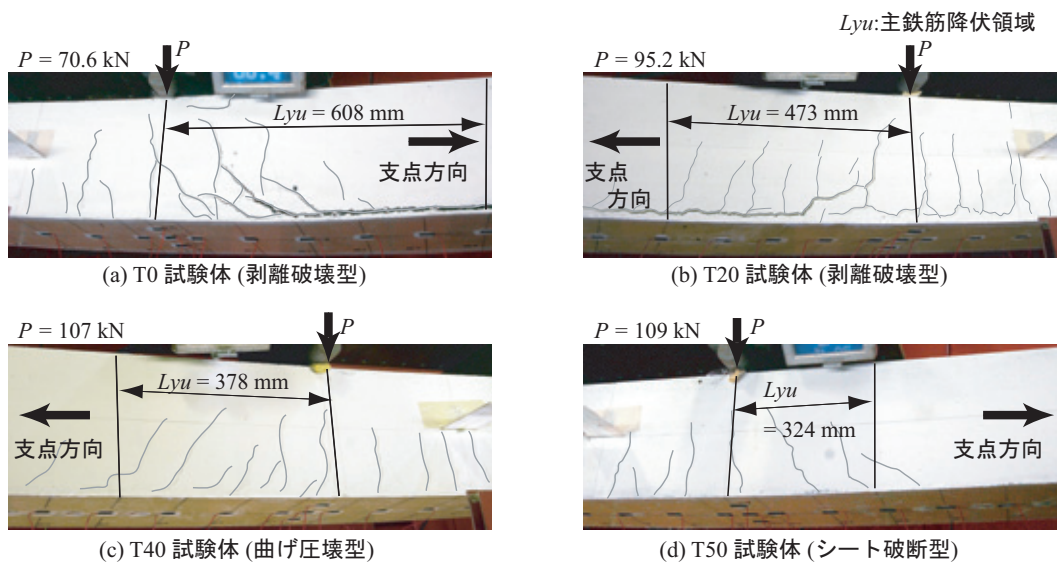 Lyu:主鉄筋降伏領域
P = 70.6 kN
P
Lyu = 608 mm
支点方向
(a) T0 試験体 (剥離破壊型)
P = 95.2 kN
P
Lyu = 473 mm
支点
方向
(b) T20 試験体 (剥離破壊型)
P = 107 kN
P
Lyu = 378 mm
支点方向
(c) T40 試験体 (曲げ圧壊型)
P = 109 kN
P
Lyu
= 324 mm
支点方向
(d) T50 試験体 (シート破断型)